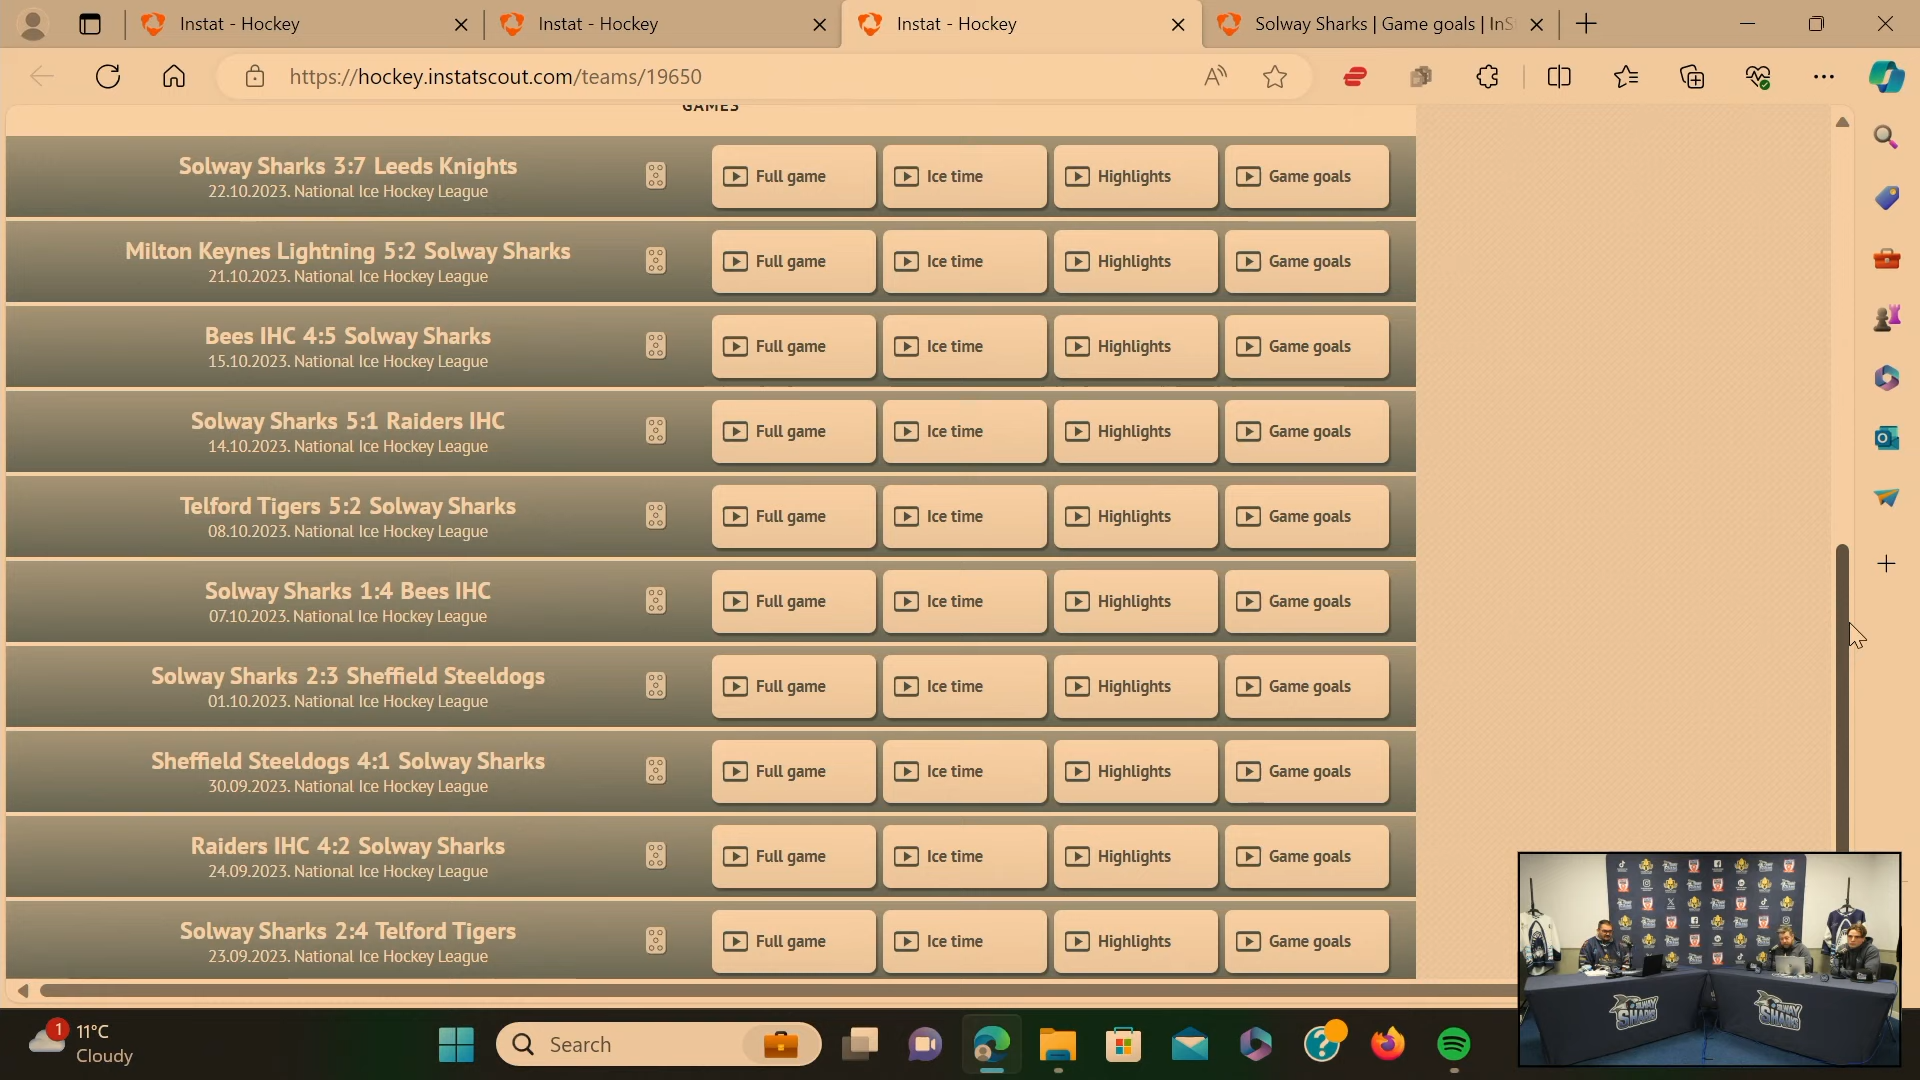 Instat - Hockey
Instat - Hockey
Instat - Hockey
Solway Sharks | Game goals | InS
https://hockey.instatscout.com/teams/19650
GAMES
Solway Sharks 3:7 Leeds Knights
22.10.2023. National Ice Hockey League
Full game
Ice time
Highlights
Game goals
Milton Keynes Lightning 5:2 Solway Sharks
21.10.2023. National Ice Hockey League
Full game
Ice time
Highlights
Game goals
Bees IHC 4:5 Solway Sharks
15.10.2023. National Ice Hockey League
Full game
Ice time
Highlights
Game goals
Solway Sharks 5:1 Raiders IHC
14.10.2023. National Ice Hockey League
Full game
Ice time
Highlights
Game goals
Telford Tigers 5:2 Solway Sharks
08.10.2023. National Ice Hockey League
Full game
Ice time
Highlights
Game goals
Solway Sharks 1:4 Bees IHC
07.10.2023. National Ice Hockey League
Full game
Ice time
Highlights
Game goals
Solway Sharks 2:3 Sheffield Steeldogs
01.10.2023. National Ice Hockey League
Full game
Ice time
Highlights
Game goals
Sheffield Steeldogs 4:1 Solway Sharks
30.09.2023. National Ice Hockey League
Full game
Ice time
Highlights
Game goals
Raiders IHC 4:2 Solway Sharks
24.09.2023. National Ice Hockey League
Full game
Ice time
Highlights
Game goals
Solway Sharks 2:4 Telford Tigers
23.09.2023. National Ice Hockey League
Full game
Ice time
Highlights
Game goals
SOLWAY
SHARKS
SOLWAY
SHARKS
1
11°C
Cloudy
Search